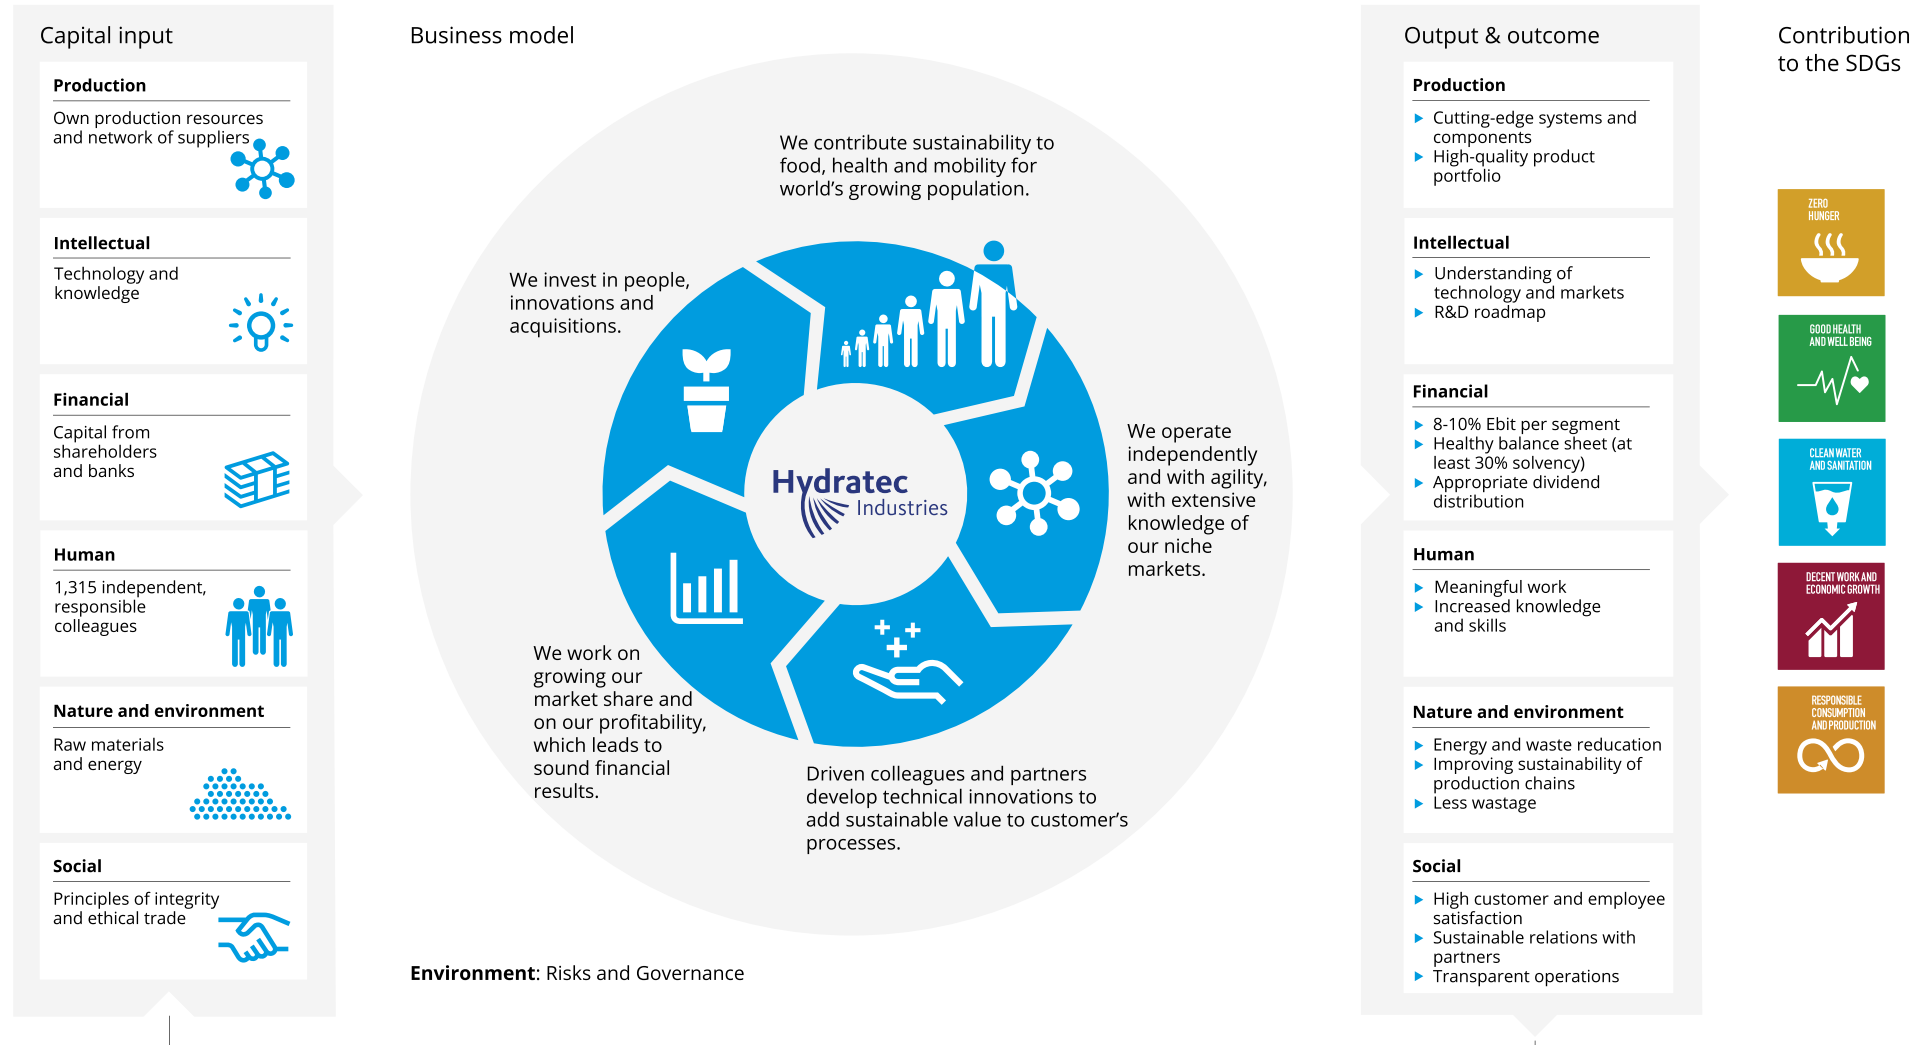 Capital input
Production
Own production resources
and network of suppliers
Intellectual
Technology and
knowledge
Financial
Capital from
shareholders
and banks
Human
1,315 independent,
responsible
colleagues
Nature and environment
Raw materials
and energy
Social
Principles of integrity
and ethical trade
Business model
We contribute sustainability to
food, health and mobility for
world’s growing population.
We invest in people,
innovations and
acquisitions.
We operate
independently
and with agility,
with extensive
knowledge of
our niche
markets.
Hydratec
Industries
We work on
growing our
market share and
on our profitability,
which leads to
sound financial
results.
Driven colleagues and partners
develop technical innovations to
add sustainable value to customer’s
processes.
Environment: Risks and Governance
Output & outcome
Production
Cutting-edge systems and
components
High-quality product
portfolio
Intellectual
Understanding of
technology and markets
R&D roadmap
Financial
8-10% Ebit per segment
Healthy balance sheet (at
least 30% solvency)
Appropriate dividend
distribution
Human
Meaningful work
Increased knowledge
and skills
Nature and environment
Energy and waste reducation
Improving sustainability of
production chains
Less wastage
Social
High customer and employee
satisfaction
Sustainable relations with
partners
Transparent operations
Contribution
to the SDGs
ZERO
HUNGER
GOOD HEALTH
AND WELL BEING
CLEAN WATER
AND SANITATION
DECENT WORK AND
ECONOMIC GROWTH
RESPONSIBLE
CONSUMPTION
AND PRODUCTION